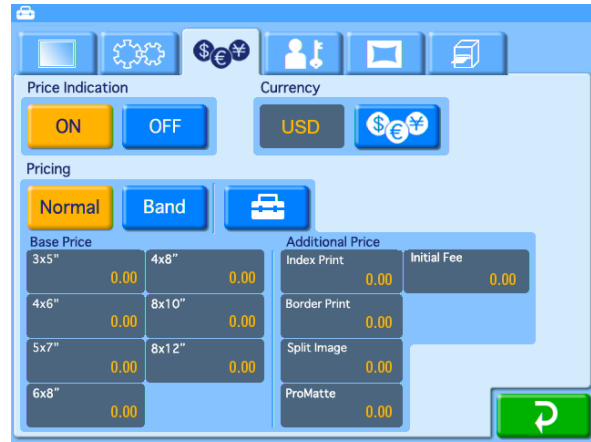 $€¥
Price Indication
Currency
ON
OFF
USD
$€¥
Pricing
Normal
Band
Base Price
Additional Price
3x5"
0.00
4x8"
0.00
Index Print
0.00
Initial Fee
0.00
4x6"
0.00
8x10"
0.00
Border Print
0.00
5x7"
0.00
8x12"
0.00
Split Image
0.00
6x8"
0.00
ProMatte
0.00